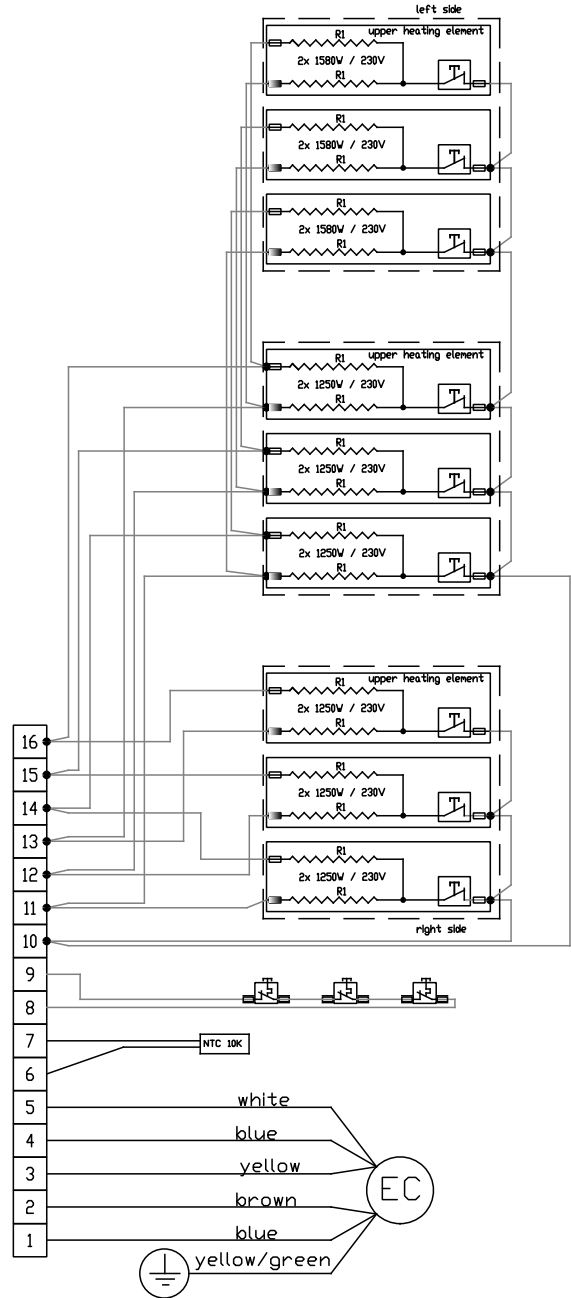 left side
upper heating element
R1
2x 1580W / 230V
R1
R1
2x 1580W / 230V
R1
R1
2x 1580W / 230V
R1
upper heating element
R1
2x 1250W / 230V
R1
R1
2x 1250W / 230V
R1
R1
2x 1250W / 230V
R1
upper heating element
R1
2x 1250W / 230V
R1
R1
2x 1250W / 230V
R1
R1
2x 1250W / 230V
R1
right side
16
15
14
13
12
11
10
9
8
7
NTC 10K
6
5
white
4
blue
3
yellow
EC
2
brown
1
blue
yellow/green